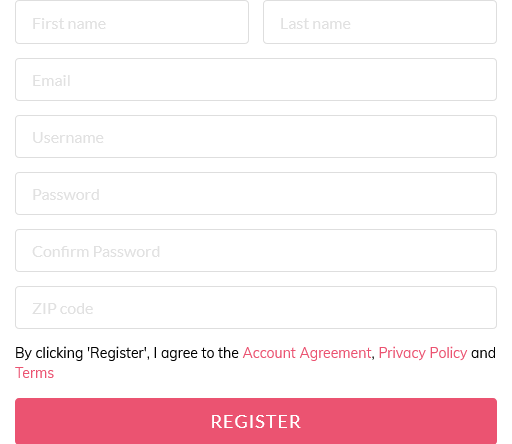 First name Last name
Email
Username
Password
Confirm Password
ZIP code
By clicking 'Register', I agree to the Account Agreement, Privacy Policy and
Terms
REGISTER